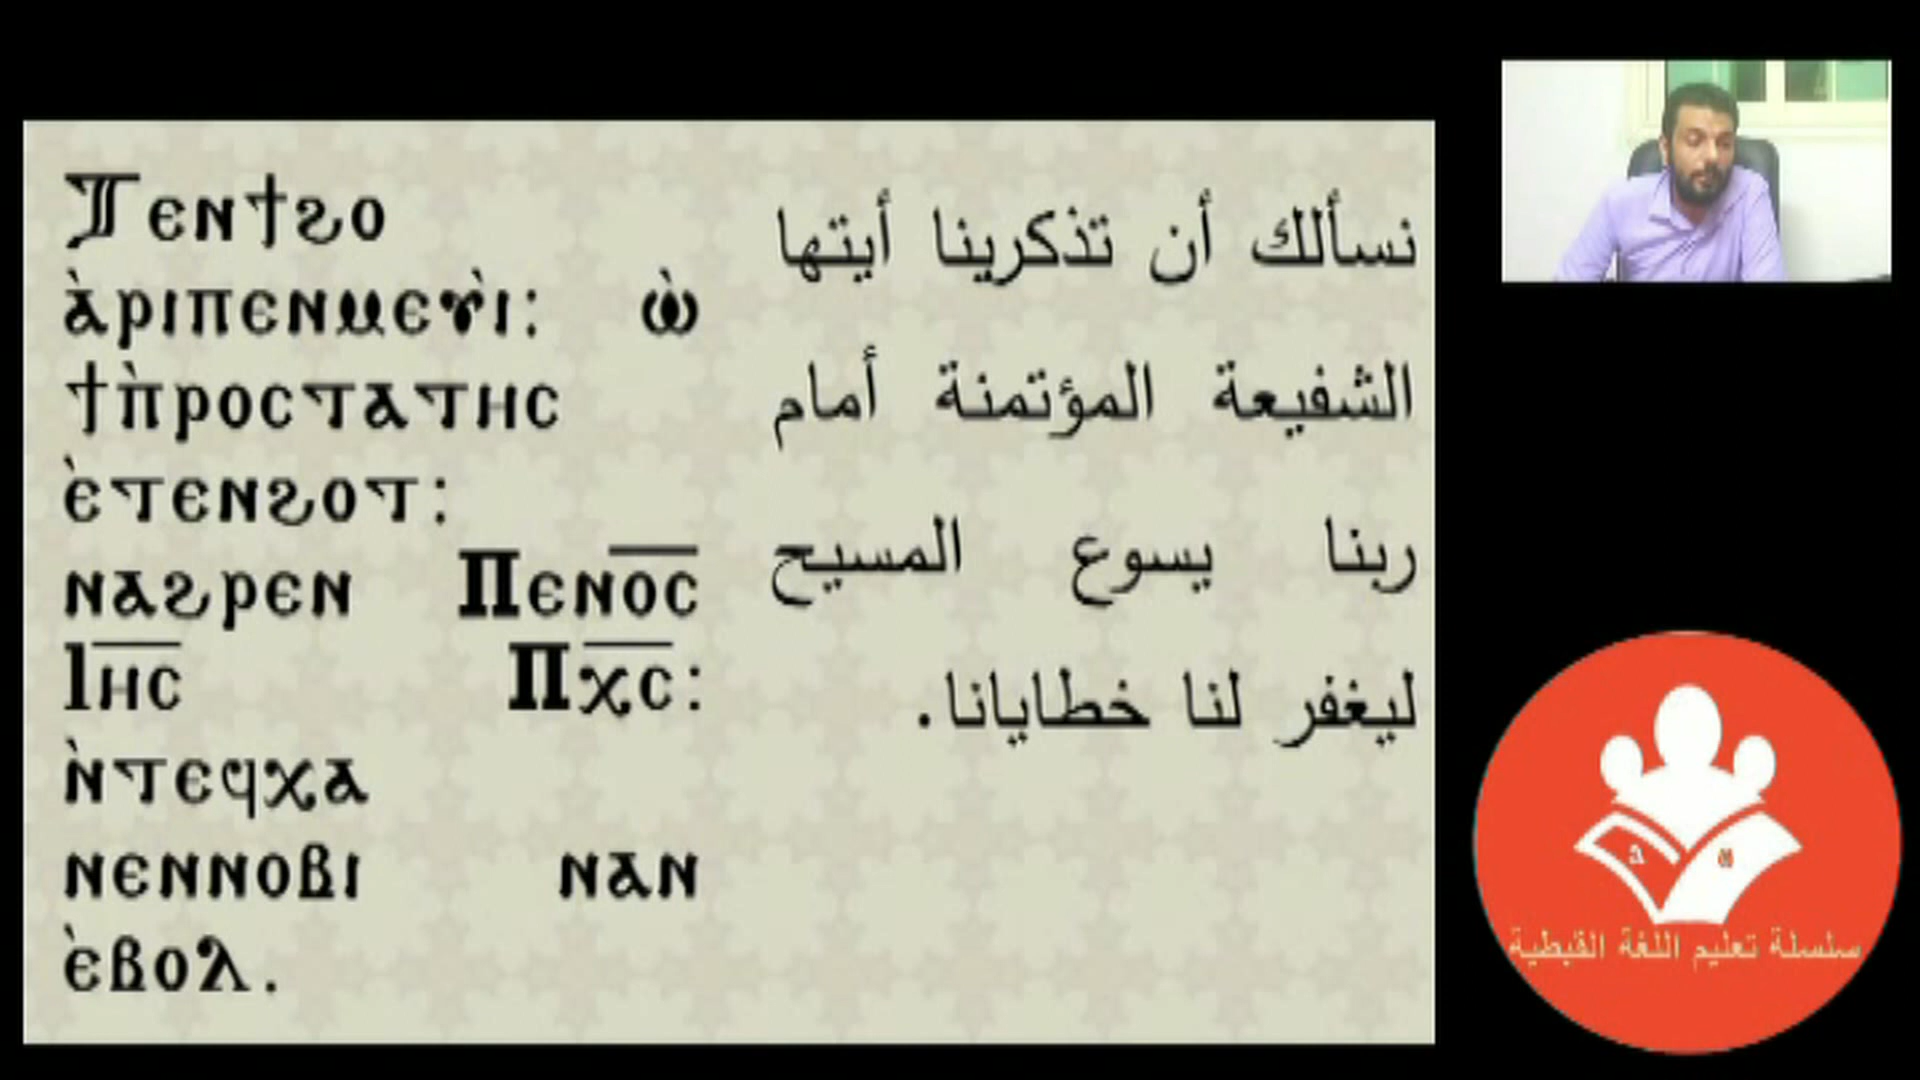 Ⲧⲉⲛϯϩⲟ
ⲁ̀ⲣⲓⲡⲉⲛⲙⲉⲩⲓ̀: ⲱ̀
ϯⲡ̀ⲣⲟⲥⲧⲁⲧⲏⲥ
ⲉ̀ⲧⲉⲛϩⲟⲧ:
ⲛⲁϩⲣⲉⲛ Ⲡⲉⲛⲟ̅ⲥ̅
Ⲓⲏ̅ⲥ̅ Ⲡⲭ̅ⲥ̅:
ⲛ̀ⲧⲉϥⲭⲁ
ⲛⲉⲛⲛⲟⲃⲓ ⲛⲁⲛ
ⲉ̀ⲃⲟⲗ.
نسألك أن تذكرينا أيتها
الشفيعة المؤتمنة أمام
ربنا يسوع المسيح
ليغفر لنا خطايانا.
ⲁ ⲱ
سلسلة تعليم اللغة القبطية